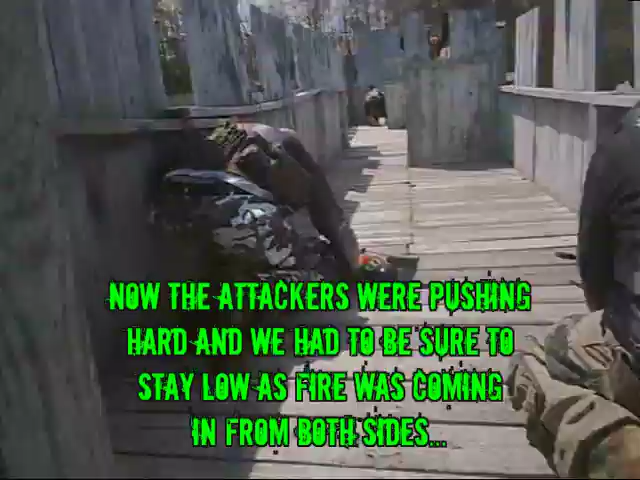 NOW THE ATTACKERS WERE PUSHING
HARD AND WE HAD TO BE SURE TO
STAY LOW AS FIRE WAS COMING
IN FROM BOTH SIDES...